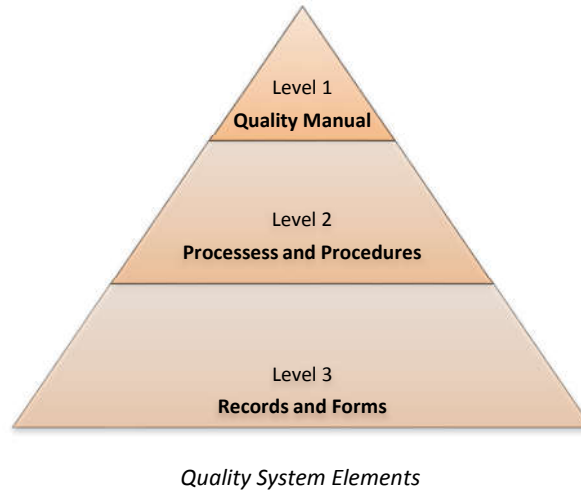 Level 1
Quality Manual
Level 2
Processess and Procedures
Level 3
Records and Forms
Quality System Elements